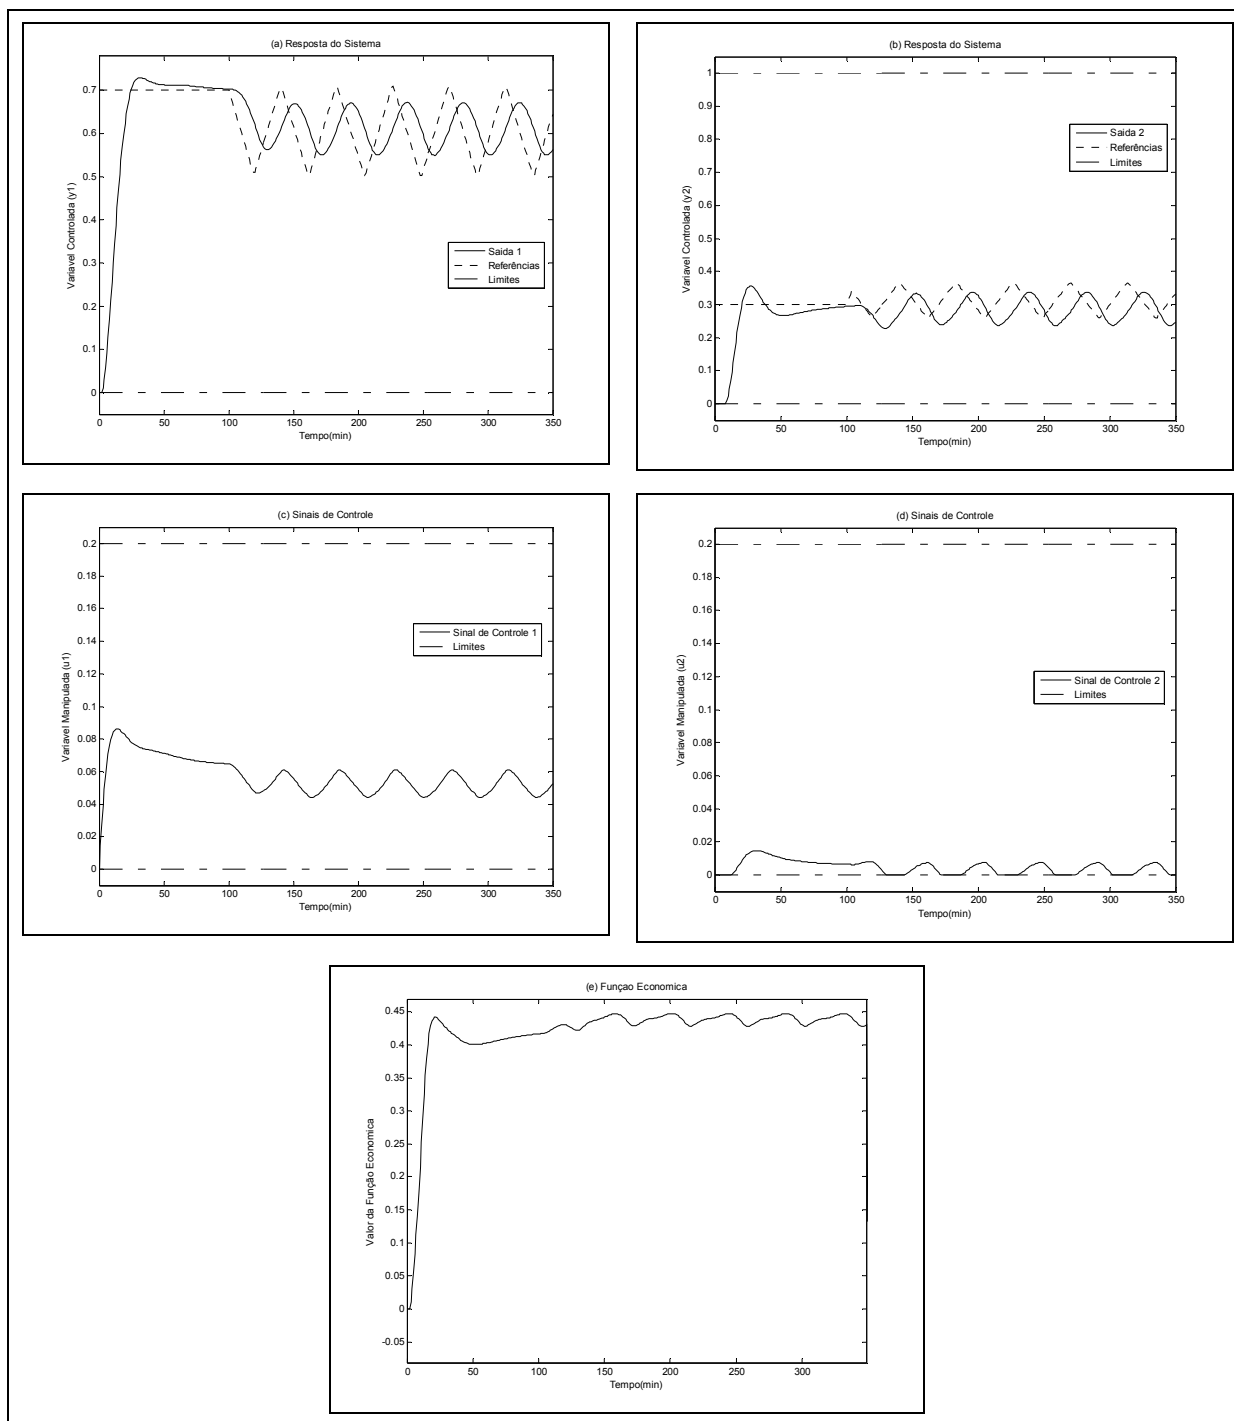 (a) Resposta do Sistema
0.7
0.6
0.5
0.4
0.3
0.2
0.1
0
Variavel Controlada (y1)
Saida 1
Referências
Limites
0 50 100 150 200 250 300 350
Tempo(min)
(b) Resposta do Sistema
1
0.9
0.8
0.7
0.6
0.5
0.4
0.3
0.2
0.1
0
Variavel Controlada (y2)
Saida 2
Referências
Limites
0 50 100 150 200 250 300 350
Tempo(min)
(c) Sinais de Controle
0.2
0.18
0.16
0.14
0.12
0.1
0.08
0.06
0.04
0.02
0
Variavel Manipulada (u1)
Sinal de Controle 1
Limites
0 50 100 150 200 250 300 350
Tempo(min)
(d) Sinais de Controle
0.2
0.18
0.16
0.14
0.12
0.1
0.08
0.06
0.04
0.02
0
Variavel Manipulada (u2)
Sinal de Controle 2
Limites
0 50 100 150 200 250 300 350
Tempo(min)
(e) Funçao Economica
0.45
0.4
0.35
0.3
0.25
0.2
0.15
0.1
0.05
0
-0.05
Valor da Função Economica
0 50 100 150 200 250 300
Tempo(min)